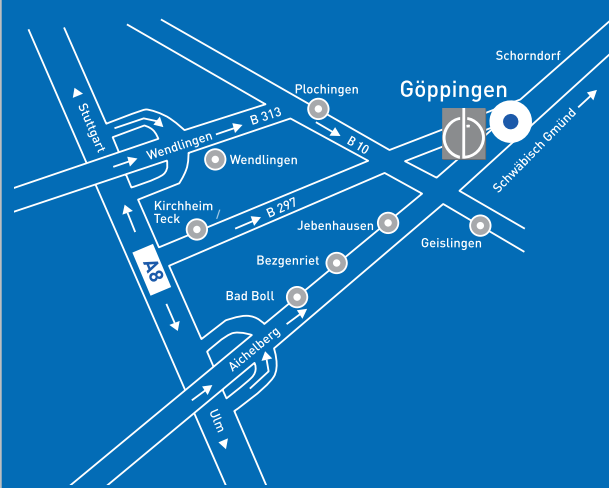 Schorndorf
Göppingen
Plochingen
Stuttgart
Wendlingen
B 313
B 10
Schwäbisch Gmünd
Wendlingen
Kirchheim /
Teck
B 297
Jebenhausen
Geislingen
Bezgenriet
A8
Bad Boll
Aichelberg
Ulm